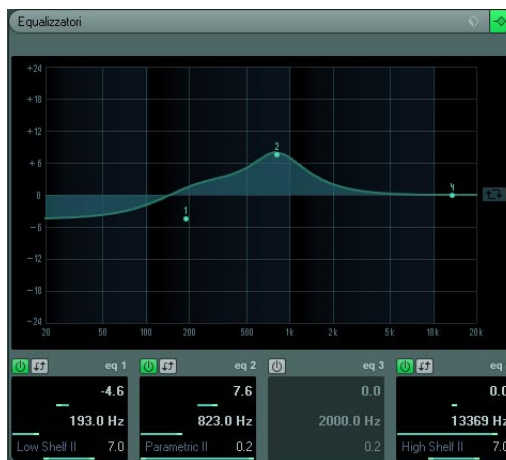 Equalizzatori
+24
+18
+12
+6
0
-6
-12
-18
-24
2
1
4
20 50 100 200 500 1k 2k 5k 10k 20k
eq 1 eq 2 eq 3 eq
-4.6 7.6 0.0 0.0
193.0 Hz 823.0 Hz 2000.0 Hz 13369 Hz
Low Shelf II 7.0 Parametric II 0.2 0.2 High Shelf II 7.0